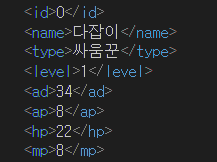 <id>0</id>
<name>다잡이</name>
<type>싸움꾼</type>
<level>1</level>
<ad>34</ad>
<ap>8</ap>
<hp>22</hp>
<mp>8</mp>